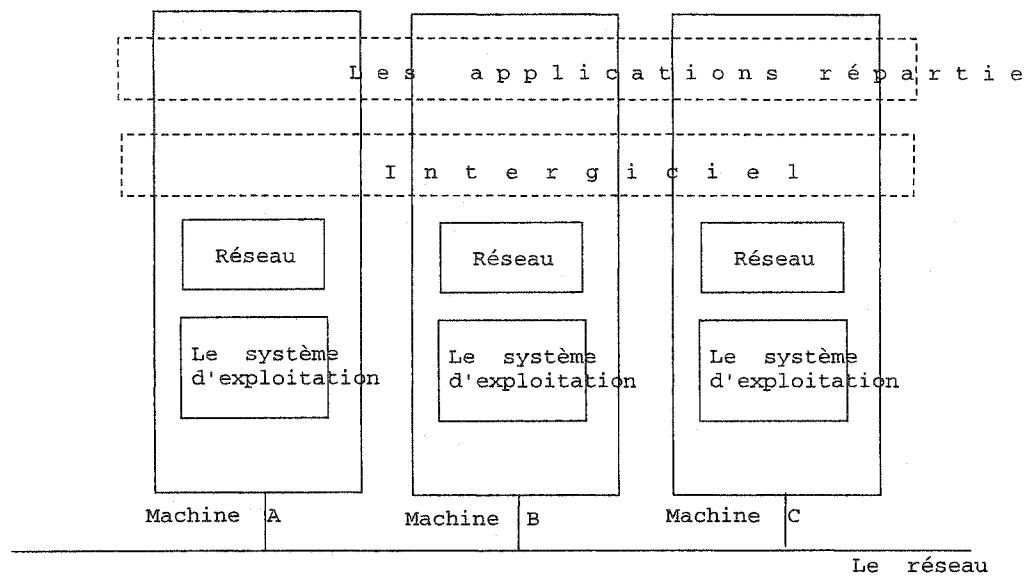 Les applications répartie
Intergiciel
Réseau
Réseau
Réseau
Le système
d'exploitation
Le système
d'exploitation
Le système
d'exploitation
Machine A
Machine B
Machine C
Le réseau